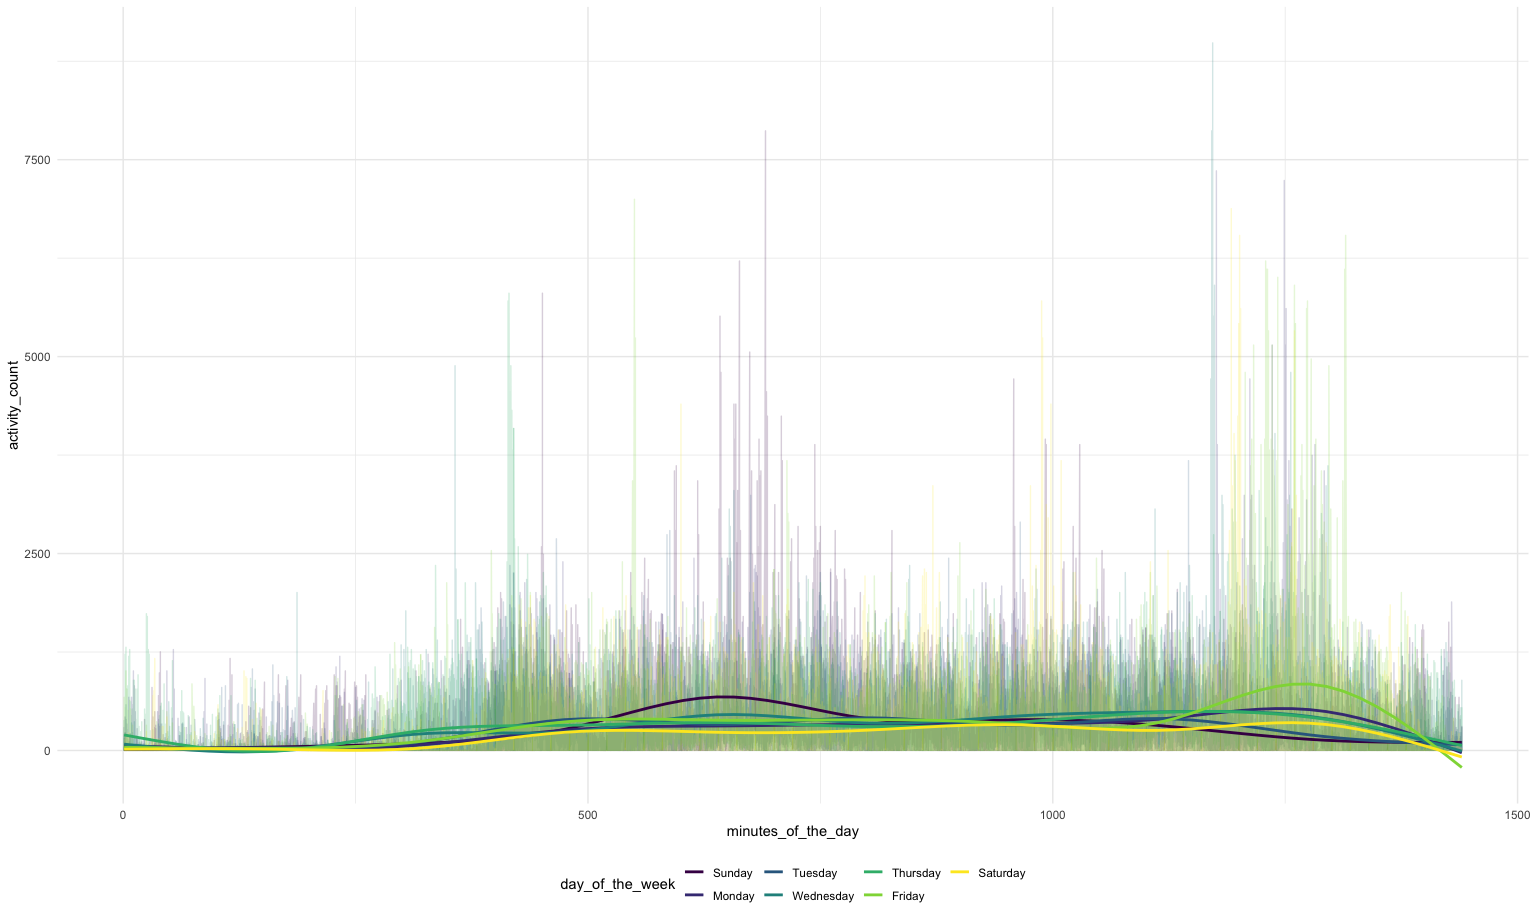 7500
5000
2500
0
activity_count
0 500 1000 1500
minutes_of_the_day
day_of_the_week
Sunday Tuesday Thursday Saturday
Monday Wednesday Friday